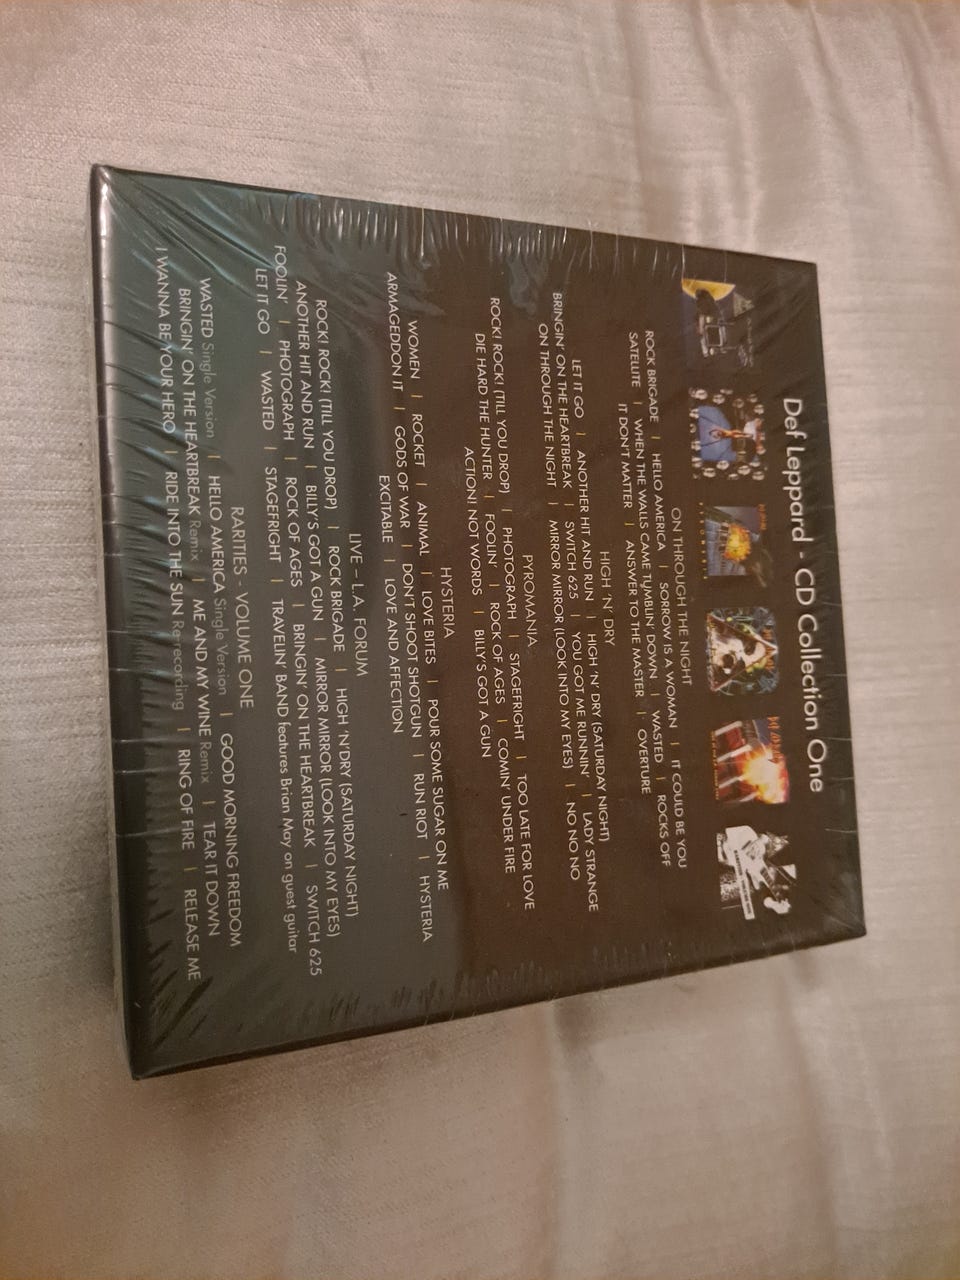 Def Leppard - CD Collection One
ON THROUGH THE NIGHT
ROCK BRIGADE | HELLO AMERICA | SORROW IS A WOMAN | IT COULD BE YOU
SATELLITE | WHEN THE WALLS CAME TUMBLIN' DOWN | WASTED | ROCKS OFF
IT DON'T MATTER | ANSWER TO THE MASTER | OVERTURE
HIGH 'N' DRY
LET IT GO | ANOTHER HIT AND RUN | HIGH 'N' DRY (SATURDAY NIGHT)
BRINGIN' ON THE HEARTBREAK | SWITCH 625 | YOU GOT ME RUNNIN' | LADY STRANGE
ON THROUGH THE NIGHT | MIRROR MIRROR (LOOK INTO MY EYES) | NO NO NO
PYROMANIA
ROCK! ROCK! (TILL YOU DROP) | PHOTOGRAPH | STAGEFRIGHT | TOO LATE FOR LOVE
DIE HARD THE HUNTER | FOOLIN' | ROCK OF AGES | COMIN' UNDER FIRE
ACTION! NOT WORDS | BILLY'S GOT A GUN
HYSTERIA
WOMEN | ROCKET | ANIMAL | LOVE BITES | POUR SOME SUGAR ON ME
ARMAGEDDON IT | GODS OF WAR | DON'T SHOOT SHOTGUN | RUN RIOT | HYSTERIA
EXCITABLE | LOVE AND AFFECTION
LIVE - L.A. FORUM
ROCK! ROCK! (TILL YOU DROP) | ROCK BRIGADE | HIGH 'N' DRY (SATURDAY NIGHT)
ANOTHER HIT AND RUN | BILLY'S GOT A GUN | MIRROR MIRROR (LOOK INTO MY EYES)
FOOLIN' | PHOTOGRAPH | ROCK OF AGES | BRINGIN' ON THE HEARTBREAK | SWITCH 625
LET IT GO | WASTED | STAGEFRIGHT | TRAVELIN' BAND features Brian May on guest guitar
RARITIES - VOLUME ONE
WASTED Single Version | HELLO AMERICA Single Version | GOOD MORNING FREEDOM
BRINGIN' ON THE HEARTBREAK Remix | ME AND MY WINE Remix | TEAR IT DOWN
I WANNA BE YOUR HERO | RIDE INTO THE SUN Re-recording | RING OF FIRE | RELEASE ME